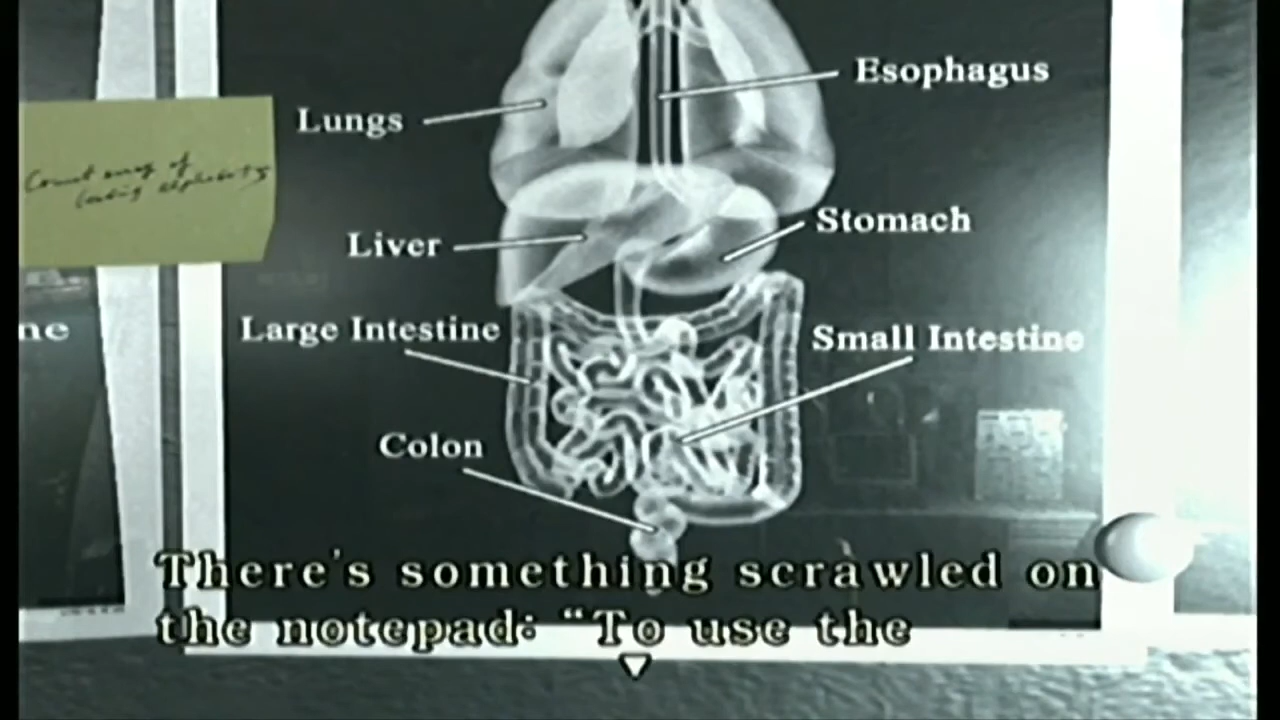 Esophagus
Lungs
of
Stomach
Liver
ne
Large Intestine
Small Intestine
Colon
There's something scrawled on
the notepad: “To use the